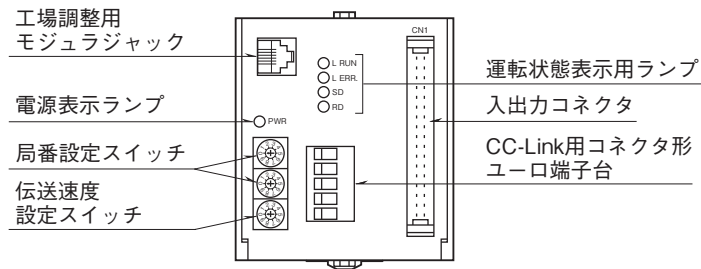 工場調整用
モジュラジャック
電源表示ランプ
局番設定スイッチ
伝送速度
設定スイッチ
CN1
L RUN
L ERR.
SD
RD
PWR
運転状態表示用ランプ
入出力コネクタ
CC-Link用コネクタ形
ユーロ端子台